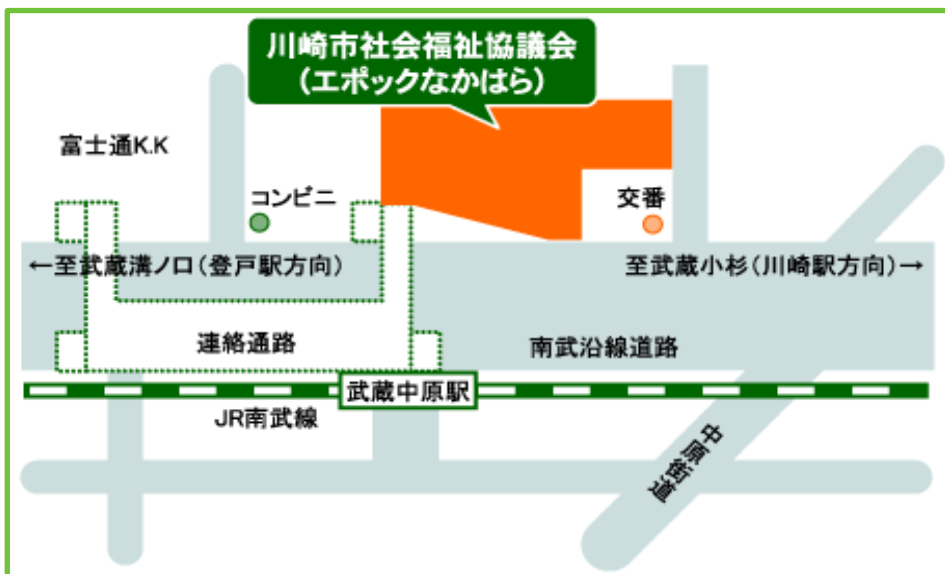 川崎市社会福祉協議会
(エポックなかはら)
富士通K.K
コンビニ
交番
←至武蔵溝ノ口(登戸駅方向)
至武蔵小杉(川崎駅方向)→
連絡通路
南武沿線道路
武蔵中原駅
JR南武線
中原街道